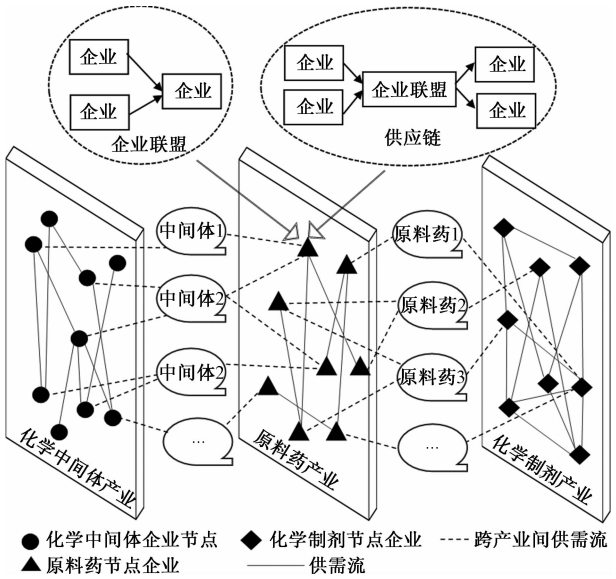 企业
企业
企业
企业联盟
企业
企业
企业联盟
企业
企业
供应链
中间体1
中间体2
中间体2
...
原料药1
原料药2
原料药3
...
化学中间体产业
原料药产业
化学制剂产业
化学中间体企业节点
化学制剂节点企业
跨产业间供需流
原料药节点企业
供需流